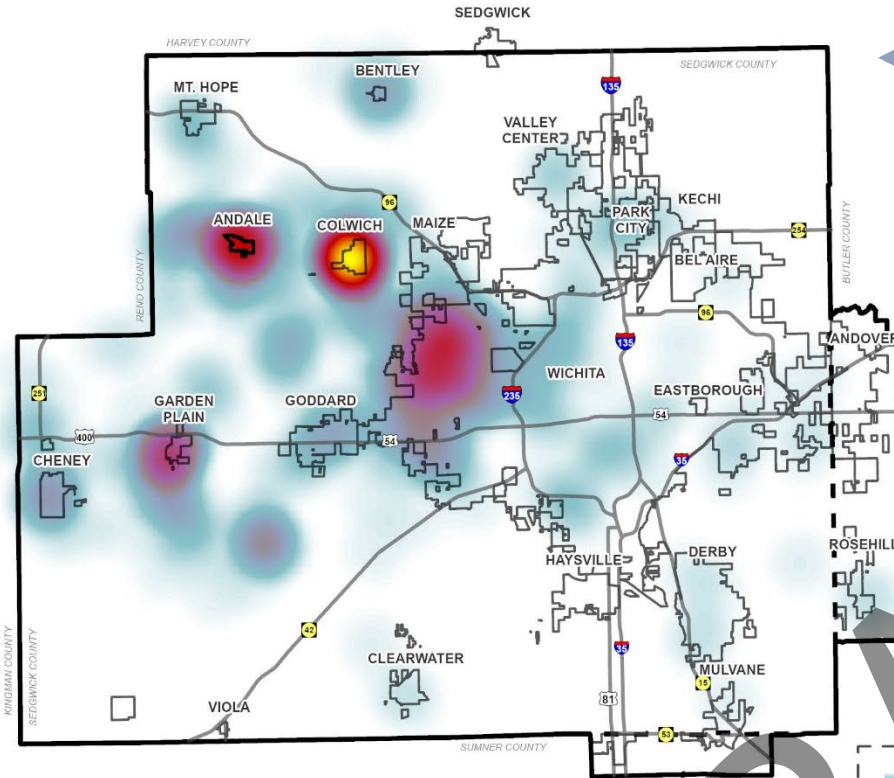 SEDGWICK
HARVEY COUNTY
SEDGWICK COUNTY
BENTLEY
MT. HOPE
135
VALLEY
CENTER
96
KECHI
ANDALE
COLWICH
MAIZE
PARK
CITY
254
BEL AIRE
BUTLER COUNTY
RENO COUNTY
96
135
ANDOVER
WICHITA
251
235
EASTBOROUGH
GARDEN
PLAIN
GODDARD
54
400
54
CHENEY
35
HAYSVILLE
DERBY
ROSEHILL
42
35
CLEARWATER
KINGMAN COUNTY
SEDGWICK COUNTY
MULVANE
15
81
VIOLA
53
SUMNER COUNTY